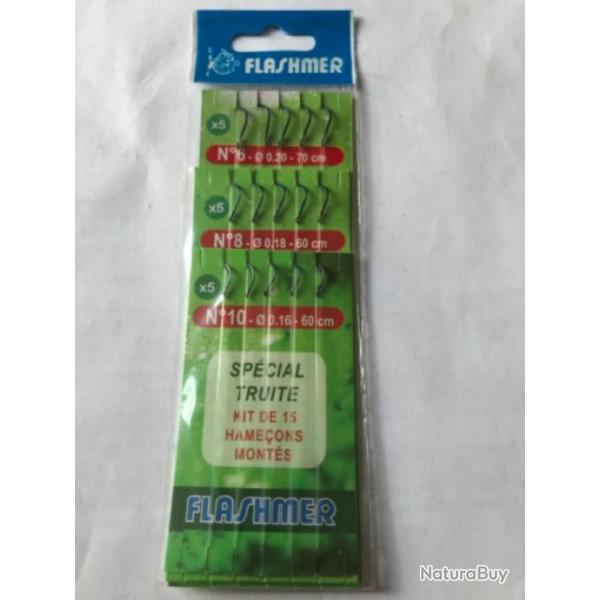 FLASHMER
x5
N°6 - Ø 0.20 - 70 cm
x5
N°8 - Ø 0,18 - 60 cm
x5
N°10 - Ø 0.16 - 60 cm
SPÉCIAL
TRUITE
KIT DE 15
HAMEÇONS
MONTÉS
FLASHMER
NaturaBuy